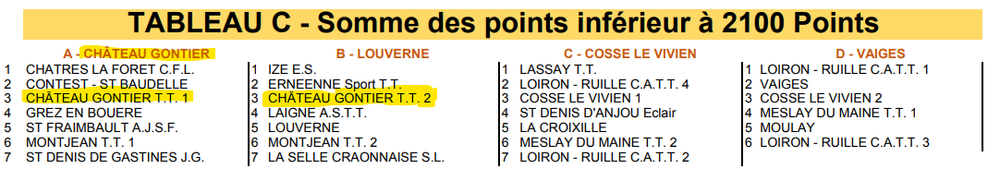 TABLEAU C - Somme des points inférieur à 2100 Points
A - CHÂTEAU GONTIER
1 CHATRES LA FORET C.F.L.
2 CONTEST - ST BAUDELLE
3 CHÂTEAU GONTIER T.T. 1
4 GREZ EN BOUERE
5 ST FRAIMBAULT A.J.S.F.
6 MONTJEAN T.T. 1
7 ST DENIS DE GASTINES J.G.
B - LOUVERNE
1 IZE E.S.
2 ERNEENNE Sport T.T.
3 CHÂTEAU GONTIER T.T. 2
4 LAIGNE A.S.T.T.
5 LOUVERNE
6 MONTJEAN T.T. 2
7 LA SELLE CRAONNAISE S.L.
C - COSSE LE VIVIEN
1 LASSAY T.T.
2 LOIRON - RUILLE C.A.T.T. 4
3 COSSE LE VIVIEN 1
4 ST DENIS D'ANJOU Eclair
5 LA CROIXILLE
6 MESLAY DU MAINE T.T. 2
7 LOIRON - RUILLE C.A.T.T. 2
D - VAIGES
1 LOIRON - RUILLE C.A.T.T. 1
2 VAIGES
3 COSSE LE VIVIEN 2
4 MESLAY DU MAINE T.T. 1
5 MOULAY
6 LOIRON - RUILLE C.A.T.T. 3